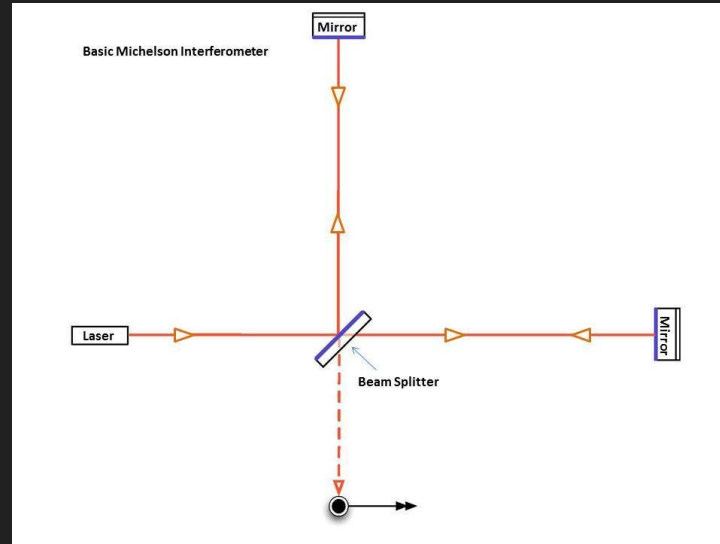 Mirror
Basic Michelson Interferometer
Laser
Mirror
Beam Splitter